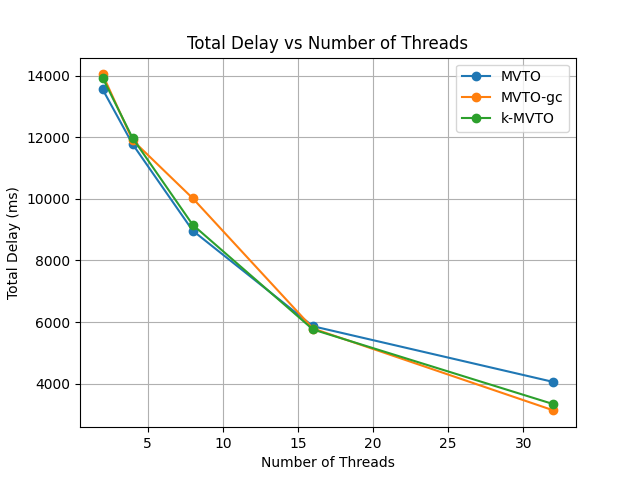 Total Delay vs Number of Threads
MVTO
MVTO-gc
k-MVTO
Total Delay (ms)
14000
12000
10000
8000
6000
4000
5 10 15 20 25 30
Number of Threads